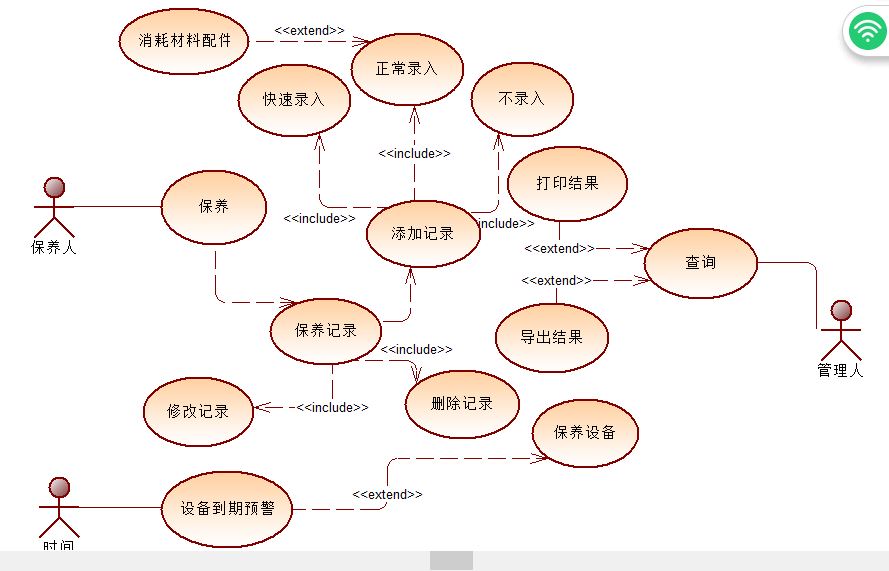 消耗材料配件
<<extend>>
正常录入
快速录入
不录入
<<include>>
打印结果
保养
保养人
<<include>>
添加记录
include>>
<<extend>>
查询
<<extend>>
保养记录
导出结果
<<include>>
管理人
修改记录
<<include>>
删除记录
保养设备
<<extend>>
设备到期预警
时间